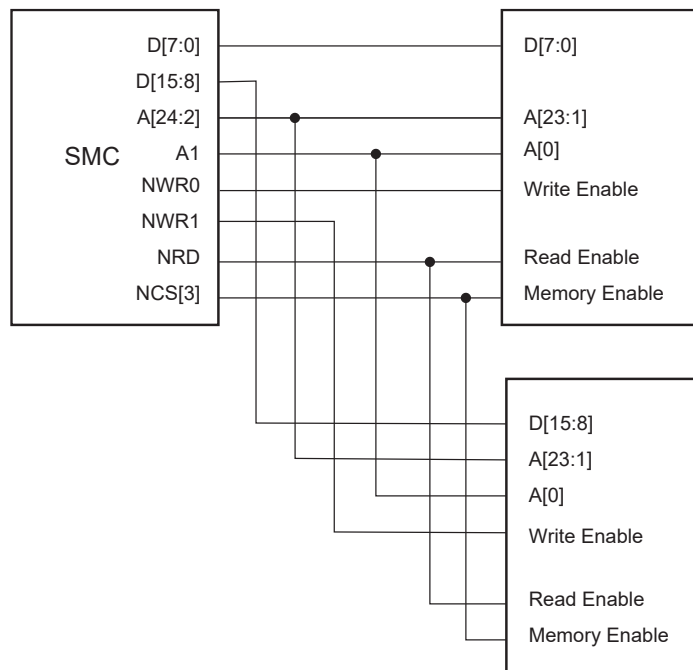 SMC
D[7:0]
D[15:8]
A[24:2]
A1
NWR0
NWR1
NRD
NCS[3]
D[7:0]
A[23:1]
A[0]
Write Enable
Read Enable
Memory Enable
D[15:8]
A[23:1]
A[0]
Write Enable
Read Enable
Memory Enable